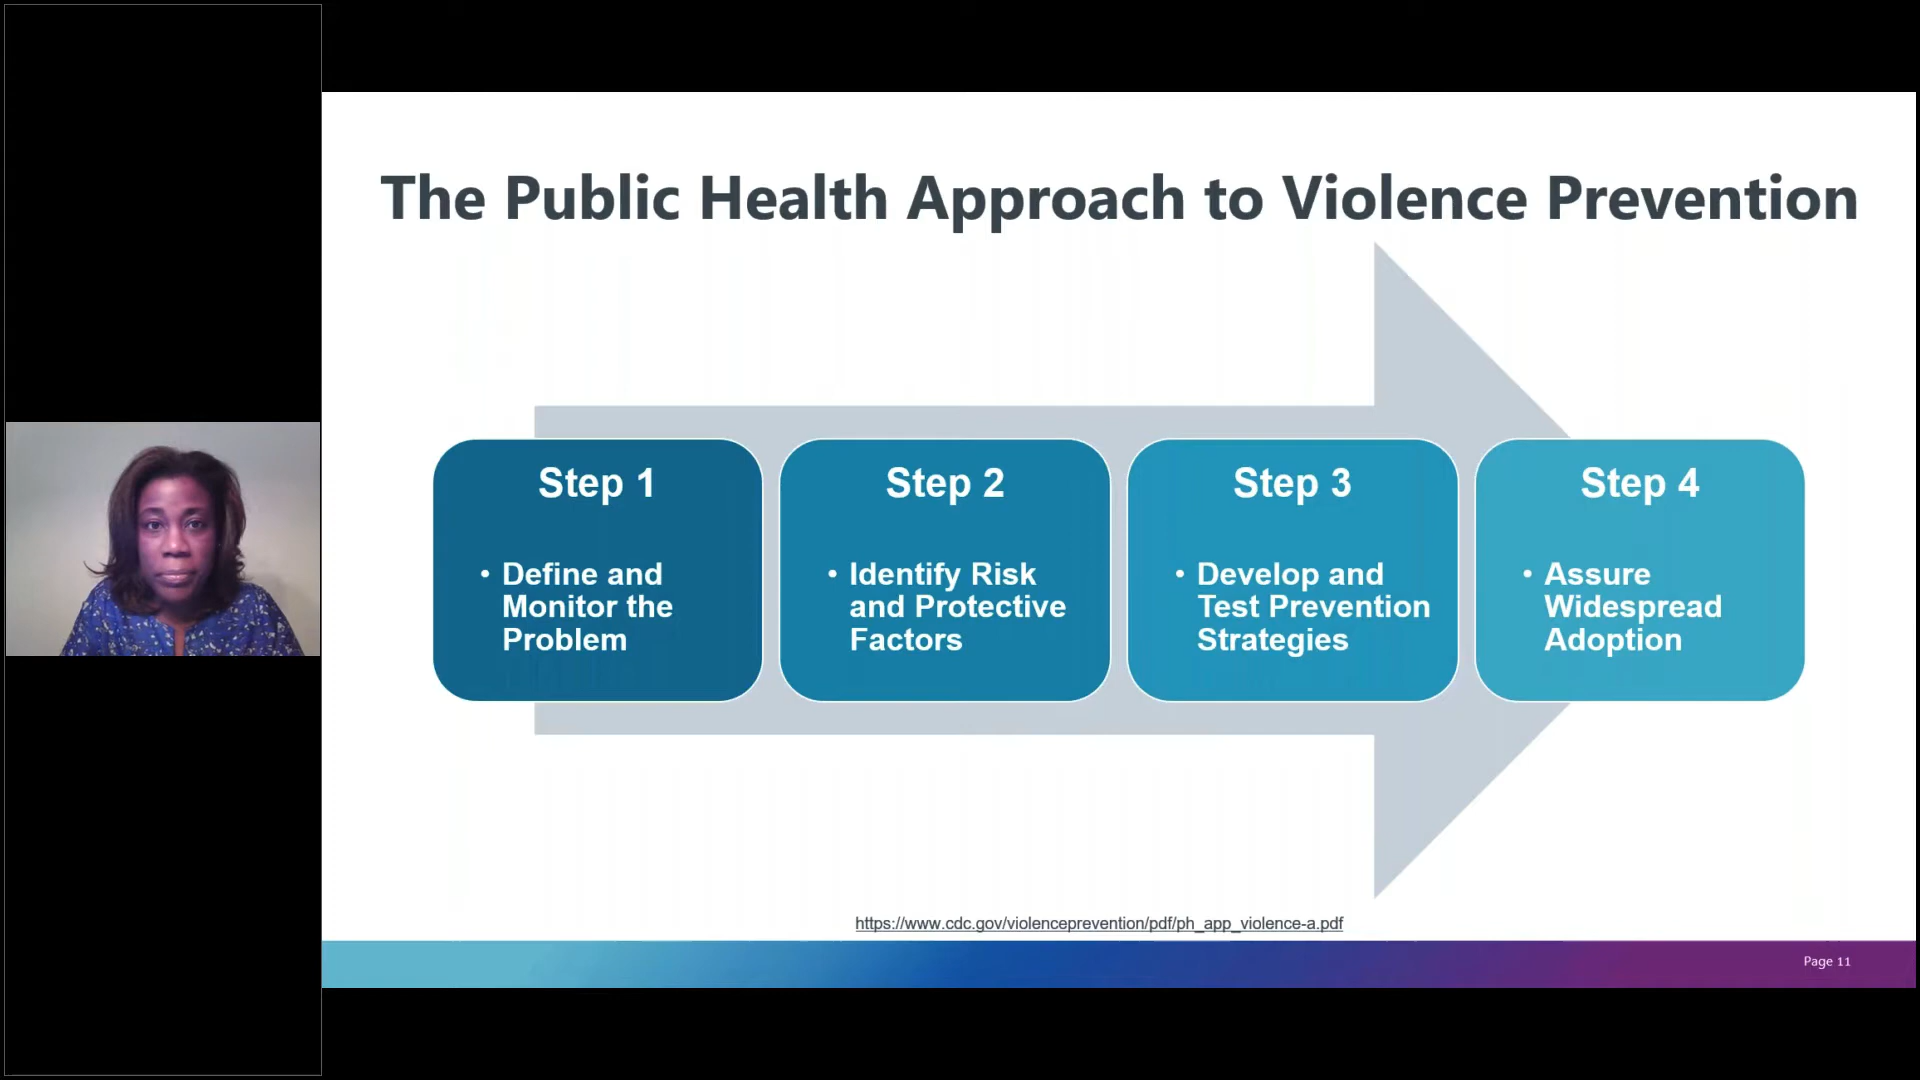 The Public Health Approach to Violence Prevention
Step 1
• Define and
Monitor the
Problem
Step 2
• Identify Risk
and Protective
Factors
Step 3
• Develop and
Test Prevention
Strategies
Step 4
• Assure
Widespread
Adoption
https://www.cdc.gov/violenceprevention/pdf/ph_app_violence-a.pdf
Page 11